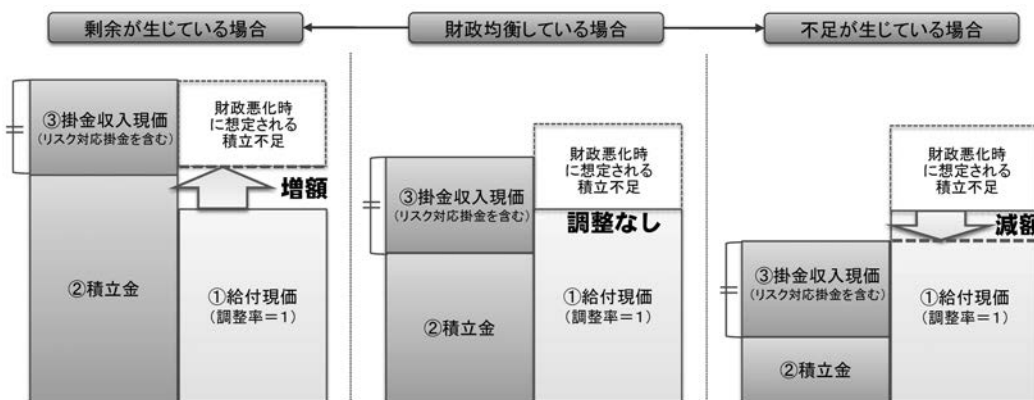 剰余が生じている場合
財政均衡している場合
不足が生じている場合
③掛金収入現価
(リスク対応掛金を含む)
財政悪化時
に想定される
積立不足
増額
②積立金
①給付現価
(調整率=1)
財政悪化時
に想定される
積立不足
③掛金収入現価
(リスク対応掛金を含む)
調整なし
②積立金
①給付現価
(調整率=1)
財政悪化時
に想定される
積立不足
減額
③掛金収入現価
(リスク対応掛金を含む)
①給付現価
(調整率=1)
②積立金